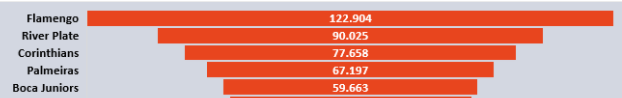 Flamengo 122.904
River Plate 90.025
Corinthians 77.658
Palmeiras 67.197
Boca Juniors 59.663